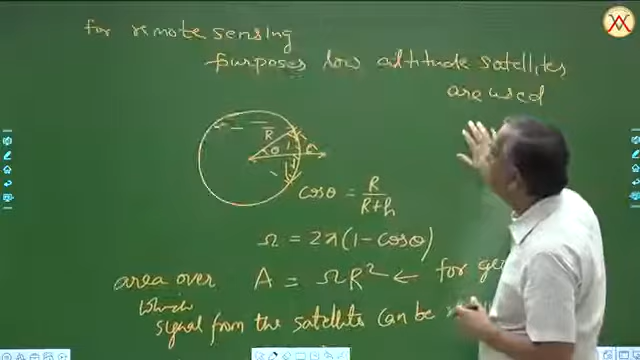 for remote sensing
purposes low altitude satellites
are used
R
θ
h
cosθ = R/(R+h)
Ω = 2π(1-cosθ)
area over A = ΩR² ← for
which
signal from the satellites can be